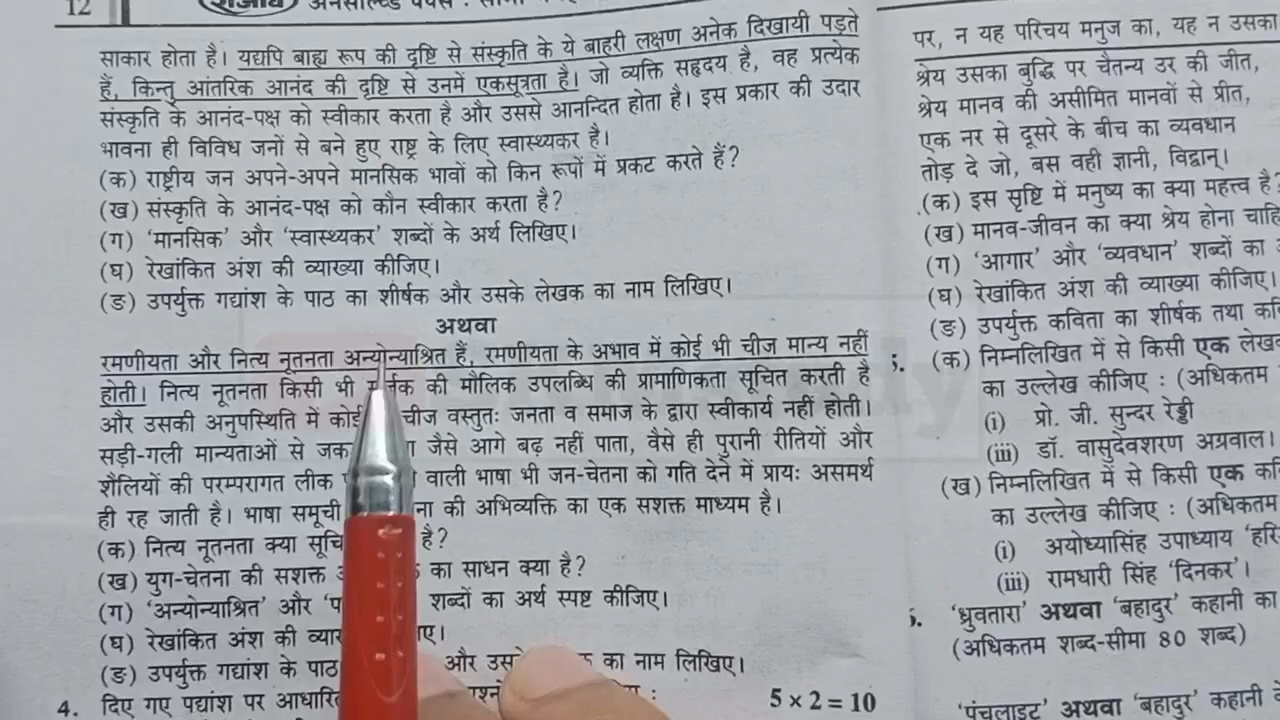 12
साकार होता है। यद्यपि बाह्य रूप की दृष्टि से संस्कृति के ये बाहरी लक्षण अनेक दिखायी पड़ते
हैं, किन्तु आंतरिक आनंद की दृष्टि से उनमें एकसूत्रता है। जो व्यक्ति सहृदय है, वह प्रत्येक
संस्कृति के आनंद-पक्ष को स्वीकार करता है और उससे आनन्दित होता है। इस प्रकार की उदार
भावना ही विविध जनों से बने हुए राष्ट्र के लिए स्वास्थ्यकर है।
(क) राष्ट्रीय जन अपने-अपने मानसिक भावों को किन रूपों में प्रकट करते हैं?
(ख) संस्कृति के आनंद-पक्ष को कौन स्वीकार करता है?
(ग) 'मानसिक' और 'स्वास्थ्यकर' शब्दों के अर्थ लिखिए।
(घ) रेखांकित अंश की व्याख्या कीजिए।
(ङ) उपर्युक्त गद्यांश के पाठ का शीर्षक और उसके लेखक का नाम लिखिए।
अथवा
रमणीयता और नित्य नूतनता अन्योन्याश्रित हैं, रमणीयता के अभाव में कोई भी चीज मान्य नहीं
होती। नित्य नूतनता किसी भी की मौलिक उपलब्धि की प्रामाणिकता सूचित करती है
और उसकी अनुपस्थिति में कोई चीज वस्तुतः जनता व समाज के द्वारा स्वीकार्य नहीं होती।
सड़ी-गली मान्यताओं से जैसे आगे बढ़ नहीं पाता, वैसे ही पुरानी रीतियों और
शैलियों की परम्परागत लीक वाली भाषा भी जन-चेतना को गति देने में प्रायः असमर्थ
ही रह जाती है। भाषा समूची की अभिव्यक्ति का एक सशक्त माध्यम है।
(क) नित्य नूतनता क्या है?
(ख) युग-चेतना की सशक्त का साधन क्या है?
(ग) 'अन्योन्याश्रित' और शब्दों का अर्थ स्पष्ट कीजिए।
(घ) रेखांकित अंश की
(ङ) उपर्युक्त गद्यांश के पाठ और का नाम लिखिए।
4. दिए गए पद्यांश पर 5 x 2 = 10
पर, न यह परिचय मनुज का, यह न उसका
श्रेय उसका बुद्धि पर चैतन्य उर की जीत,
श्रेय मानव की असीमित मानवों से प्रीत,
एक नर से दूसरे के बीच का व्यवधान
तोड़ दे जो, बस वही ज्ञानी, विद्वान्।
(क) इस सृष्टि में मनुष्य का क्या महत्त्व है?
(ख) मानव-जीवन का क्या श्रेय होना
(ग) 'आगार' और 'व्यवधान' शब्दों का
(घ) रेखांकित अंश की व्याख्या कीजिए।
(ङ) उपर्युक्त कविता का शीर्षक तथा
(क) निम्नलिखित में से किसी एक
का उल्लेख कीजिए : (अधिकतम
(i) प्रो. जी. सुन्दर रेड्डी
(iii) डॉ. वासुदेवशरण अग्रवाल।
(ख) निम्नलिखित में से किसी एक
का उल्लेख कीजिए : (अधिकतम
(i) अयोध्यासिंह उपाध्याय
(iii) रामधारी सिंह 'दिनकर'।
'ध्रुवतारा' अथवा 'बहादुर' कहानी का
(अधिकतम शब्द-सीमा 80 शब्द)
'पंचलाइट' अथवा 'बहादुर' कहानी